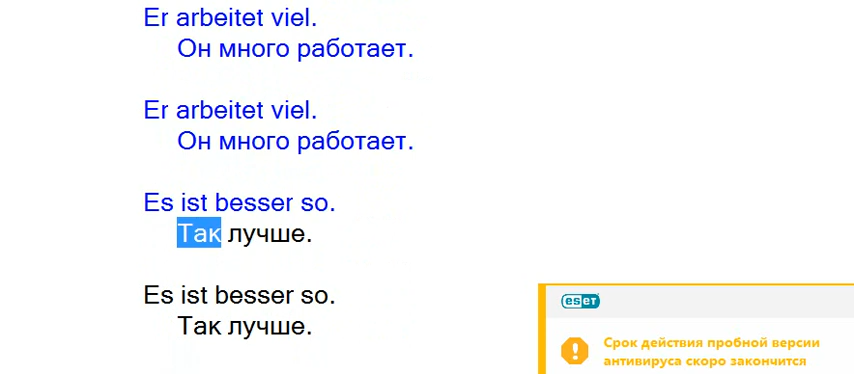 Er arbeitet viel.
Он много работает.
Er arbeitet viel.
Он много работает.
Es ist besser so.
Так лучше.
Es ist besser so.
Так лучше.
eset
Срок действия пробной версии
антивируса скоро закончится